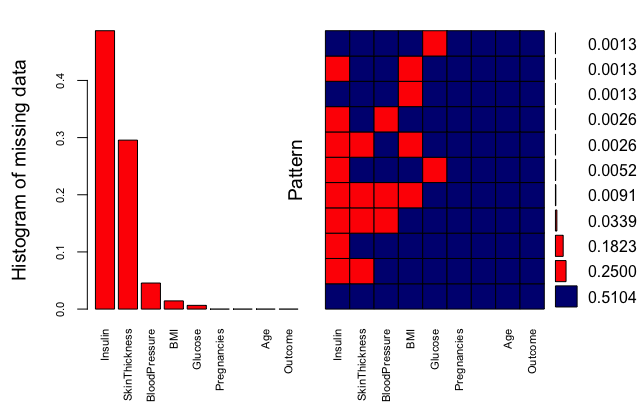 Histogram of missing data
0.0
0.1
0.2
0.3
0.4
Insulin
SkinThickness
BloodPressure
BMI
Glucose
Pregnancies
Age
Outcome
Pattern
Insulin
SkinThickness
BloodPressure
BMI
Glucose
Pregnancies
Age
Outcome
0.0013
0.0013
0.0013
0.0026
0.0026
0.0052
0.0091
0.0339
0.1823
0.2500
0.5104